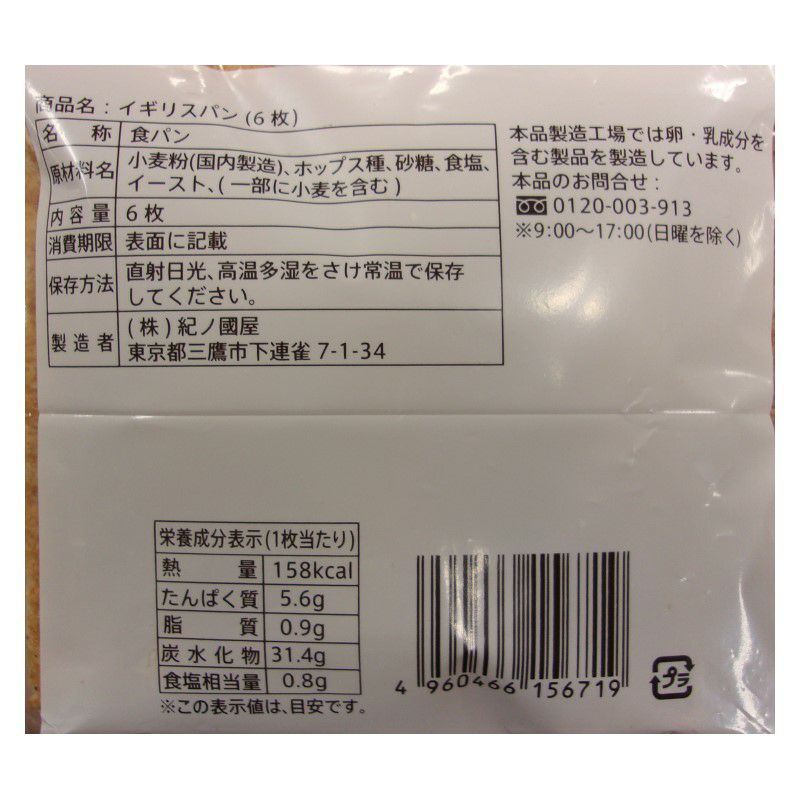 商品名：イギリスパン(6枚)
名称 食パン
原材料名 小麦粉(国内製造)、ホップス種、砂糖、食塩、
イースト、(一部に小麦を含む)
内容量 6枚
消費期限 表面に記載
保存方法 直射日光、高温多湿をさけ常温で保存
してください。
製造者 (株)紀ノ國屋
東京都三鷹市下連雀 7-1-34
本品製造工場では卵・乳成分を
含む製品を製造しています。
本品のお問合せ：
0120-003-913
※9:00～17:00(日曜を除く)
栄養成分表示(1枚当たり)
熱量 158kcal
たんぱく質 5.6g
脂質 0.9g
炭水化物 31.4g
食塩相当量 0.8g
※この表示値は、目安です。
4 960466 156719
プラ